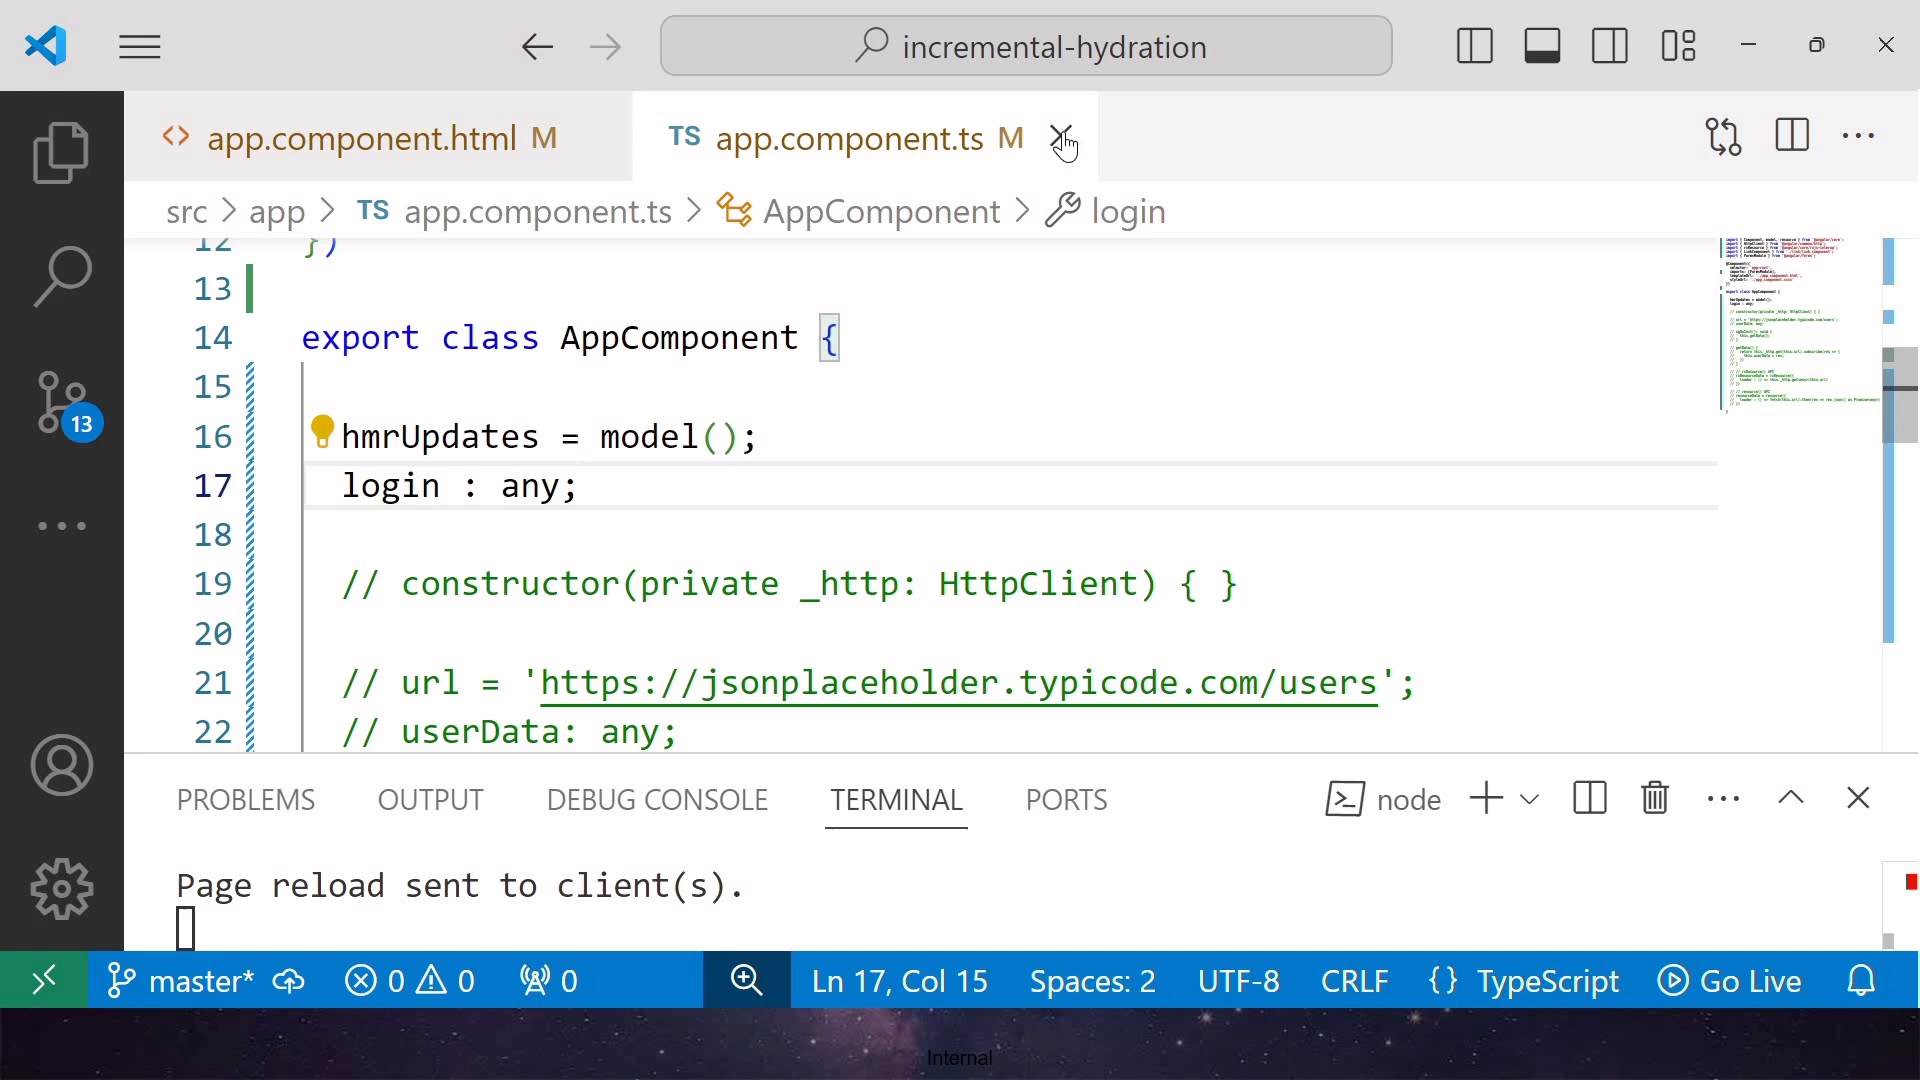 incremental-hydration
<> app.component.html M
TS app.component.ts M
src > app > TS app.component.ts > AppComponent > login
12 })
13
14 export class AppComponent {
15
16 hmrUpdates = model();
17 login : any;
18
19 // constructor(private _http: HttpClient) { }
20
21 // url = 'https://jsonplaceholder.typicode.com/users';
22 // userData: any;
13
PROBLEMS OUTPUT DEBUG CONSOLE TERMINAL PORTS node
Page reload sent to client(s).
master* 0 0 0 Ln 17, Col 15 Spaces: 2 UTF-8 CRLF {} TypeScript Go Live
Internal